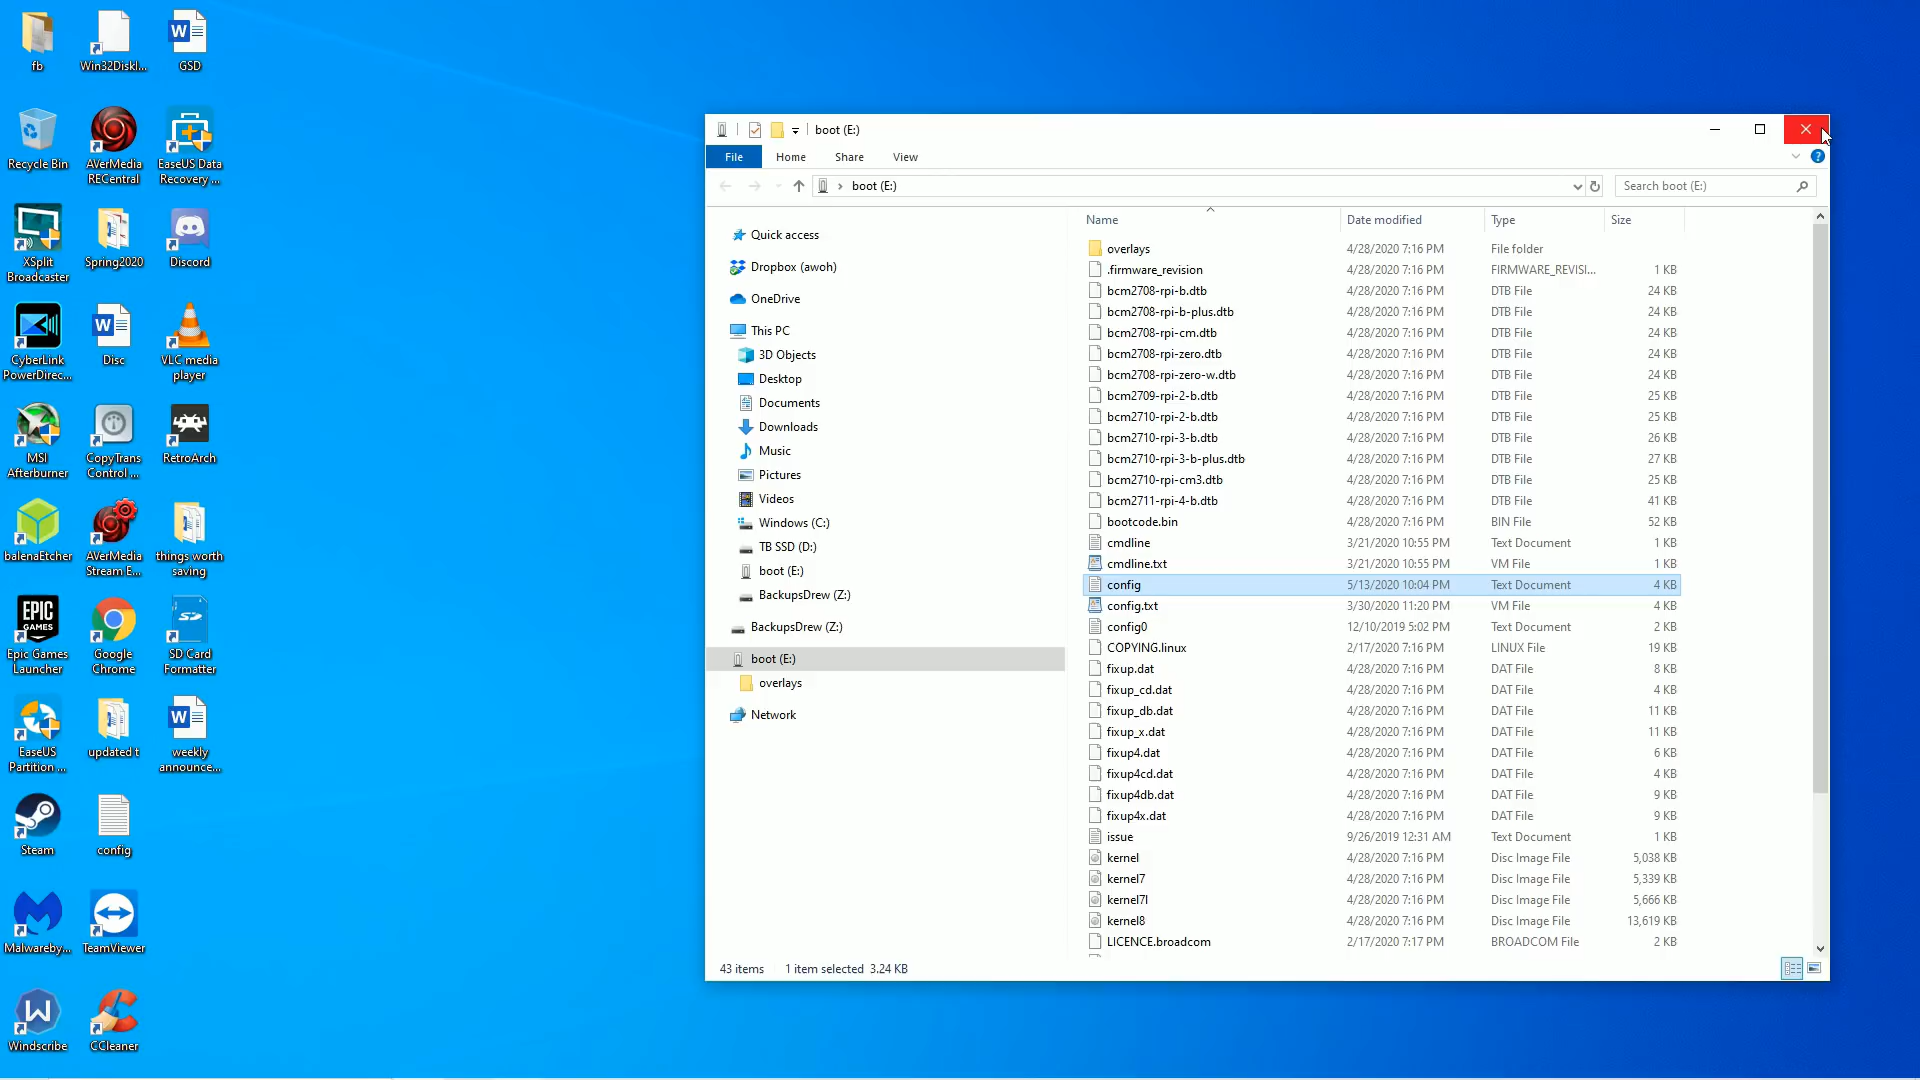 fb
Win32DiskI...
GSD
Recycle Bin
AVerMedia
RECentral
EaseUS Data
Recovery ...
XSplit
Broadcaster
Spring2020
Discord
CyberLink
PowerDirec...
Disc
VLC media
player
MSI
Afterburner
CopyTrans
Control ...
RetroArch
balenaEtcher
AVerMedia
Stream E...
things worth
saving
EPIC
GAMES
Epic Games
Launcher
Google
Chrome
SD Card
Formatter
EaseUS
Partition ...
updated t
weekly
announce...
Steam
config
Malwareby...
TeamViewer
Windscribe
CCleaner
boot (E:)
File Home Share View
boot (E:)
Search boot (E:)
Quick access
Dropbox (awoh)
OneDrive
This PC
3D Objects
Desktop
Documents
Downloads
Music
Pictures
Videos
Windows (C:)
TB SSD (D:)
boot (E:)
BackupsDrew (Z:)
BackupsDrew (Z:)
boot (E:)
overlays
Network
Name Date modified Type Size
overlays 4/28/2020 7:16 PM File folder
.firmware_revision 4/28/2020 7:16 PM FIRMWARE_REVISI... 1 KB
bcm2708-rpi-b.dtb 4/28/2020 7:16 PM DTB File 24 KB
bcm2708-rpi-b-plus.dtb 4/28/2020 7:16 PM DTB File 24 KB
bcm2708-rpi-cm.dtb 4/28/2020 7:16 PM DTB File 24 KB
bcm2708-rpi-zero.dtb 4/28/2020 7:16 PM DTB File 24 KB
bcm2708-rpi-zero-w.dtb 4/28/2020 7:16 PM DTB File 24 KB
bcm2709-rpi-2-b.dtb 4/28/2020 7:16 PM DTB File 25 KB
bcm2710-rpi-2-b.dtb 4/28/2020 7:16 PM DTB File 25 KB
bcm2710-rpi-3-b.dtb 4/28/2020 7:16 PM DTB File 26 KB
bcm2710-rpi-3-b-plus.dtb 4/28/2020 7:16 PM DTB File 27 KB
bcm2710-rpi-cm3.dtb 4/28/2020 7:16 PM DTB File 25 KB
bcm2711-rpi-4-b.dtb 4/28/2020 7:16 PM DTB File 41 KB
bootcode.bin 4/28/2020 7:16 PM BIN File 52 KB
cmdline 3/21/2020 10:55 PM Text Document 1 KB
cmdline.txt 3/21/2020 10:55 PM VM File 1 KB
config 5/13/2020 10:04 PM Text Document 4 KB
config.txt 3/30/2020 11:20 PM VM File 4 KB
config0 12/10/2019 5:02 PM Text Document 2 KB
COPYING.linux 2/17/2020 7:17 PM LINUX File 19 KB
fixup.dat 4/28/2020 7:16 PM DAT File 8 KB
fixup_cd.dat 4/28/2020 7:16 PM DAT File 4 KB
fixup_db.dat 4/28/2020 7:16 PM DAT File 11 KB
fixup_x.dat 4/28/2020 7:16 PM DAT File 11 KB
fixup4.dat 4/28/2020 7:16 PM DAT File 6 KB
fixup4cd.dat 4/28/2020 7:16 PM DAT File 4 KB
fixup4db.dat 4/28/2020 7:16 PM DAT File 9 KB
fixup4x.dat 4/28/2020 7:16 PM DAT File 9 KB
issue 9/26/2019 12:31 AM Text Document 1 KB
kernel 4/28/2020 7:16 PM Disc Image File 5,038 KB
kernel7 4/28/2020 7:16 PM Disc Image File 5,339 KB
kernel7l 4/28/2020 7:16 PM Disc Image File 5,666 KB
kernel8 4/28/2020 7:16 PM Disc Image File 13,619 KB
LICENCE.broadcom 2/17/2020 7:17 PM BROADCOM File 2 KB
43 items 1 item selected 3.24 KB